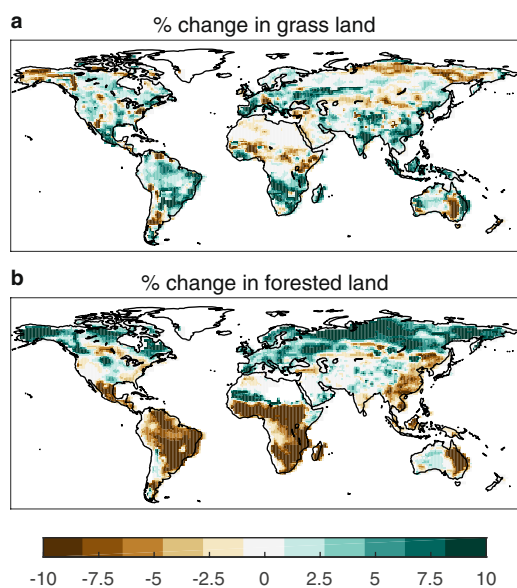 a
% change in grass land
b
% change in forested land
-10 -7.5 -5 -2.5 0 2.5 5 7.5 10